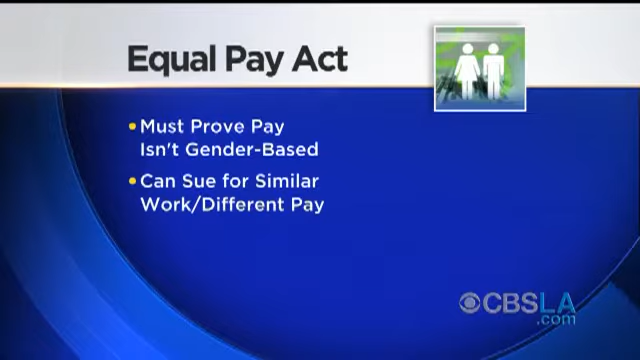 Equal Pay Act
• Must Prove Pay
Isn't Gender-Based
• Can Sue for Similar
Work/Different Pay
CBSLA
.com